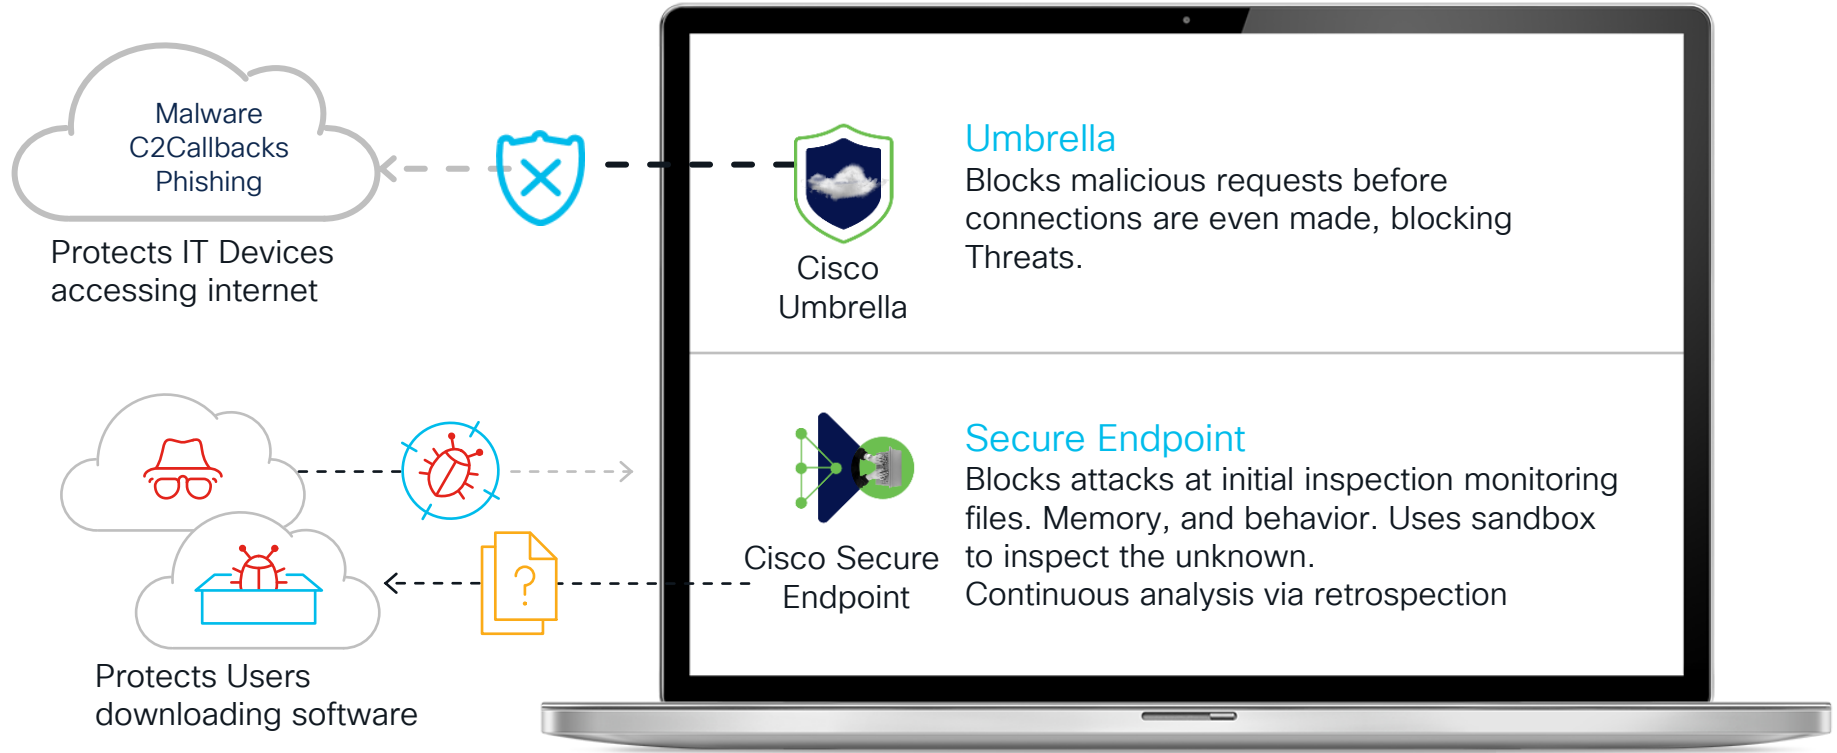 Malware
C2Callbacks
Phishing
Protects IT Devices
accessing internet
Cisco
Umbrella
Umbrella
Blocks malicious requests before
connections are even made, blocking
Threats.
?
Protects Users
downloading software
Cisco Secure
Endpoint
Secure Endpoint
Blocks attacks at initial inspection monitoring
files. Memory, and behavior. Uses sandbox
to inspect the unknown.
Continuous analysis via retrospection